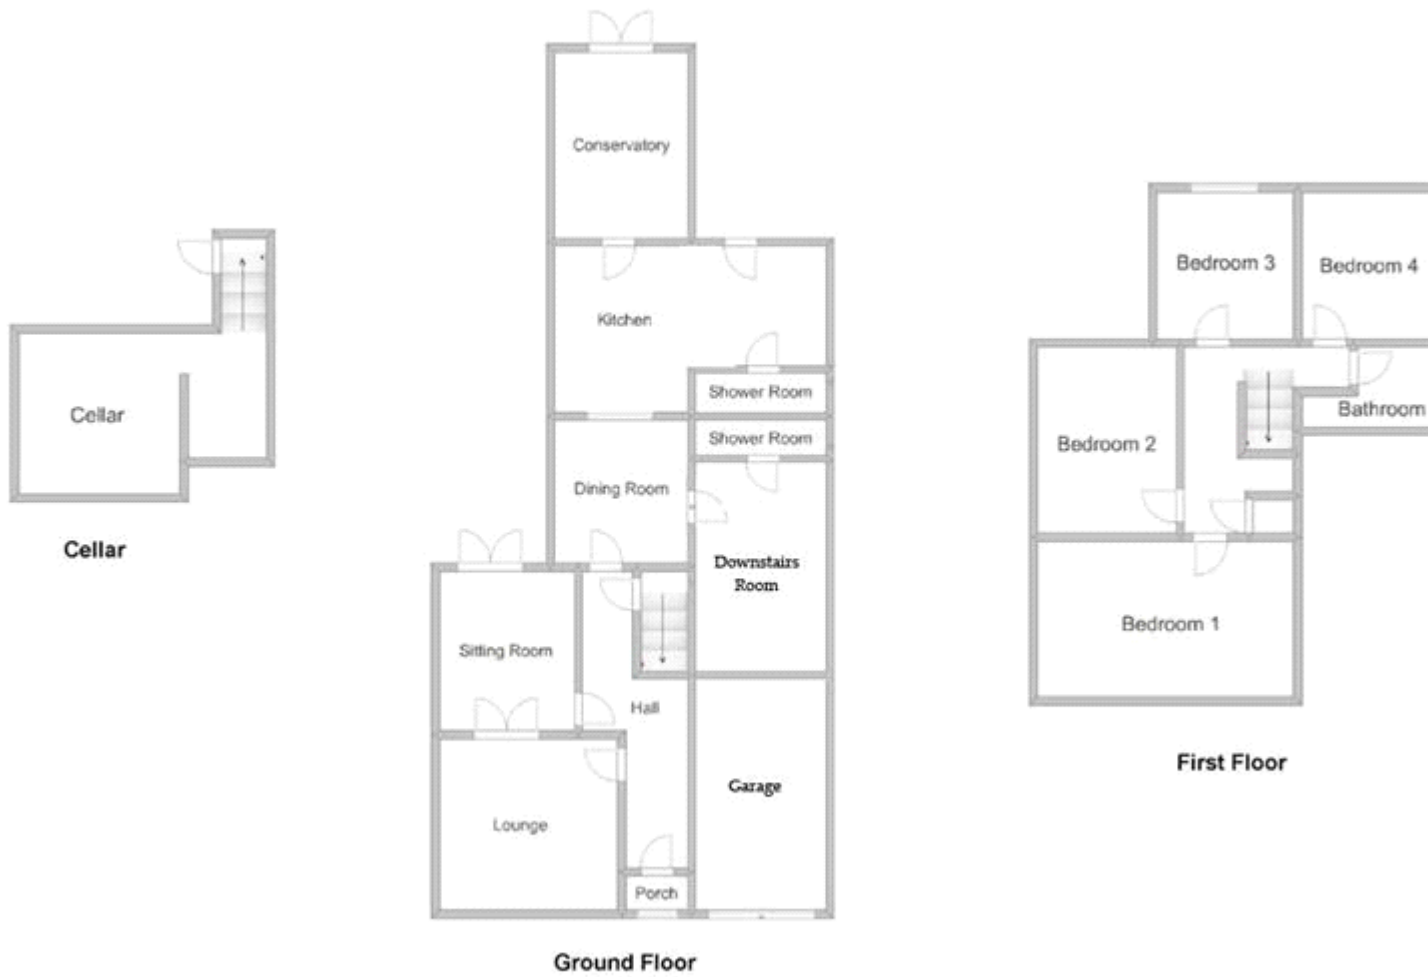 Cellar
Cellar
Conservatory
Kitchen
Shower Room
Shower Room
Dining Room
Downstairs
Room
Sitting Room
Hall
Garage
Lounge
Porch
Ground Floor
Bedroom 3
Bedroom 4
Bathroom
Bedroom 2
Bedroom 1
First Floor